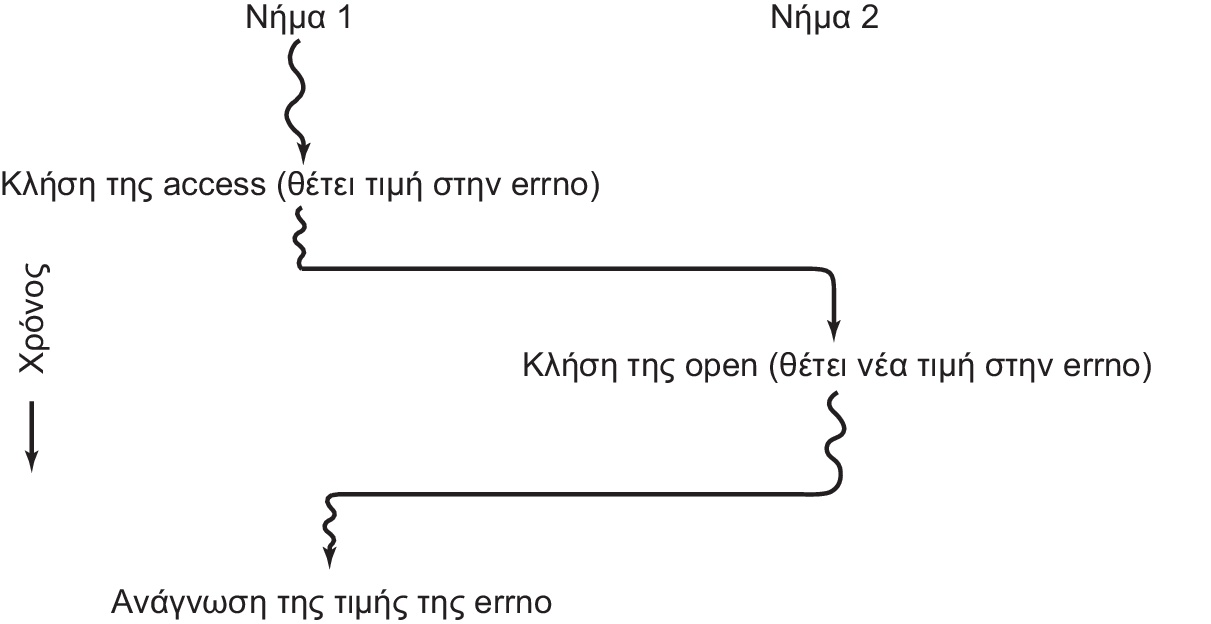 Νήμα 1
Νήμα 2
Κλήση της access (θέτει τιμή στην errno)
Χρόνος
Κλήση της open (θέτει νέα τιμή στην errno)
Ανάγνωση της τιμής της errno